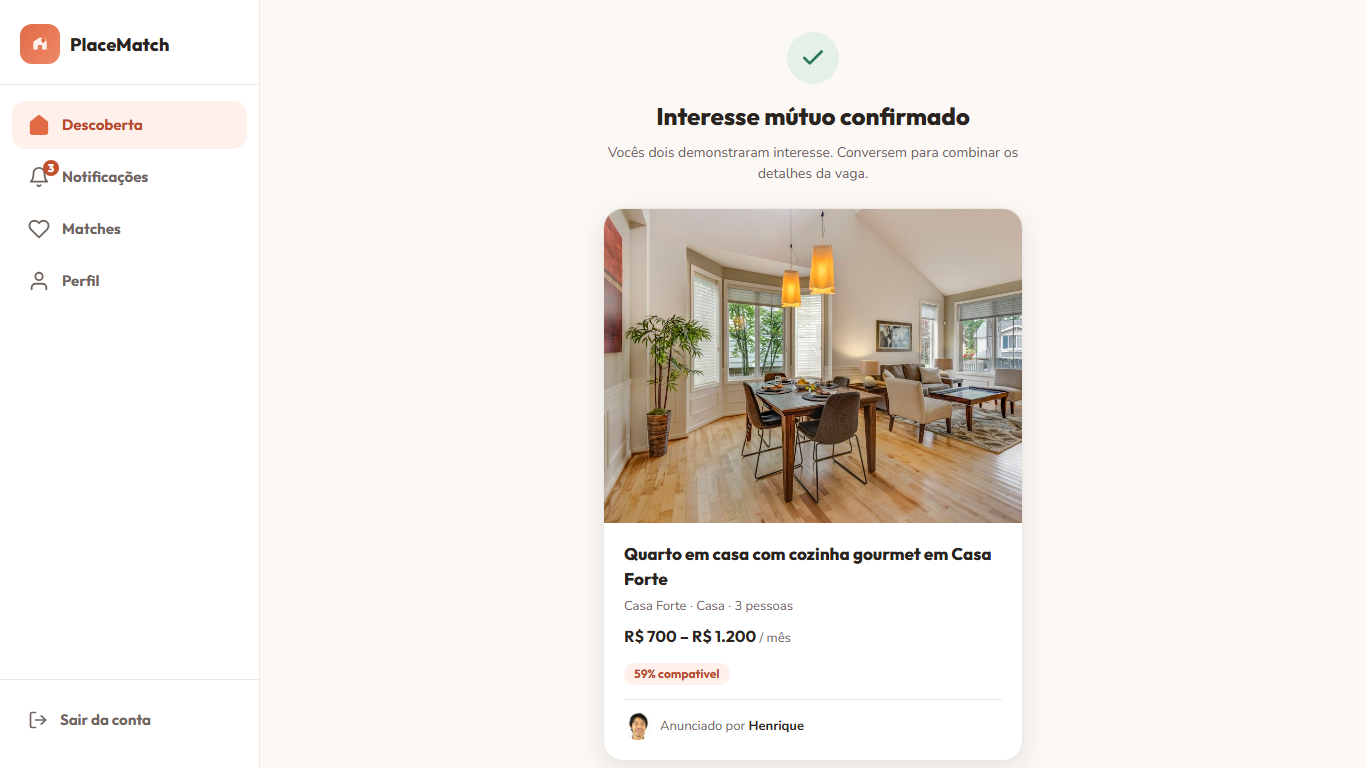 PlaceMatch
Descoberta
3
Notificações
Matches
Perfil
Sair da conta
Interesse mútuo confirmado
Vocês dois demonstraram interesse. Conversem para combinar os
detalhes da vaga.
Quarto em casa com cozinha gourmet em Casa
Forte
Casa Forte · Casa · 3 pessoas
R$ 700 – R$ 1.200 / mês
59% compatível
Anunciado por Henrique